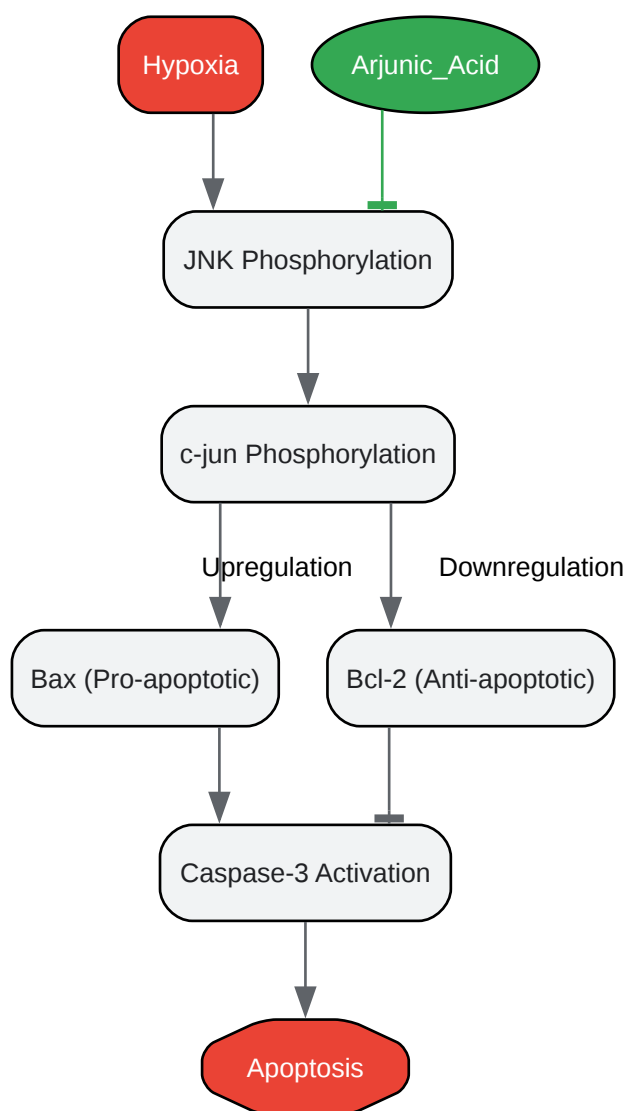 Hypoxia
Arjunic_Acid
JNK Phosphorylation
c-jun Phosphorylation
Upregulation
Downregulation
Bax (Pro-apoptotic)
Bcl-2 (Anti-apoptotic)
Caspase-3 Activation
Apoptosis